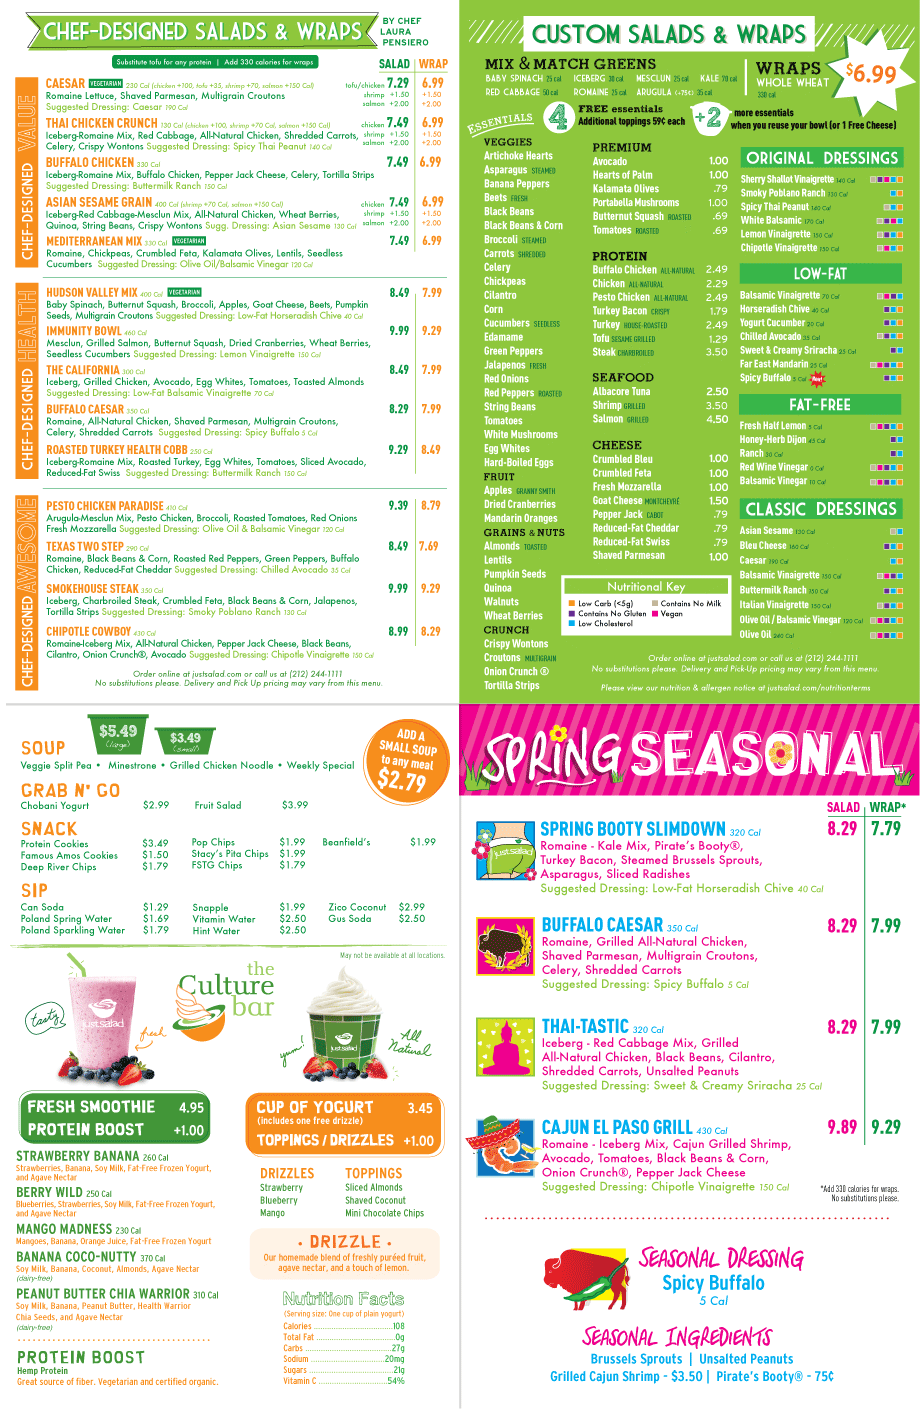 CHEF-DESIGNED SALADS & WRAPS
BY CHEF
LAURA
PENSIERO
Substitute tofu for any protein | Add 330 calories for wraps
SALAD | WRAP
CHEF-DESIGNED VALUE
CAESAR VEGETARIAN 230 Cal (chicken +100, tofu +35, shrimp +70, salmon +150 Cal) tofu/chicken 7.29 6.99
Romaine Lettuce, Shaved Parmesan, Multigrain Croutons shrimp +1.50 +1.50
Suggested Dressing: Caesar 190 Cal salmon +2.00 +2.00
THAI CHICKEN CRUNCH 130 Cal (chicken +100, shrimp +70 Cal, salmon +150 Cal) chicken 7.49 6.99
Iceberg-Romaine Mix, Red Cabbage, All-Natural Chicken, Shredded Carrots, shrimp +1.50 +1.50
Celery, Crispy Wontons Suggested Dressing: Spicy Thai Peanut 140 Cal salmon +2.00 +2.00
BUFFALO CHICKEN 330 Cal 7.49 6.99
Iceberg-Romaine Mix, Buffalo Chicken, Pepper Jack Cheese, Celery, Tortilla Strips
Suggested Dressing: Buttermilk Ranch 150 Cal
ASIAN SESAME GRAIN 400 Cal (shrimp +70 Cal, salmon +150 Cal) chicken 7.49 6.99
Iceberg-Red Cabbage-Mesclun Mix, All-Natural Chicken, Wheat Berries, shrimp +1.50 +1.50
Quinoa, String Beans, Crispy Wontons Sugg. Dressing: Asian Sesame 130 Cal salmon +2.00 +2.00
MEDITERRANEAN MIX 330 Cal VEGETARIAN 7.49 6.99
Romaine, Chickpeas, Crumbled Feta, Kalamata Olives, Lentils, Seedless
Cucumbers Suggested Dressing: Olive Oil/Balsamic Vinegar 120 Cal
CHEF-DESIGNED HEALTH
HUDSON VALLEY MIX 400 Cal VEGETARIAN 8.49 7.99
Baby Spinach, Butternut Squash, Broccoli, Apples, Goat Cheese, Beets, Pumpkin
Seeds, Multigrain Croutons Suggested Dressing: Low-Fat Horseradish Chive 40 Cal
IMMUNITY BOWL 460 Cal 9.99 9.29
Mesclun, Grilled Salmon, Butternut Squash, Dried Cranberries, Wheat Berries,
Seedless Cucumbers Suggested Dressing: Lemon Vinaigrette 150 Cal
THE CALIFORNIA 300 Cal 8.49 7.99
Iceberg, Grilled Chicken, Avocado, Egg Whites, Tomatoes, Toasted Almonds
Suggested Dressing: Low-Fat Balsamic Vinaigrette 70 Cal
BUFFALO CAESAR 350 Cal 8.29 7.99
Romaine, All-Natural Chicken, Shaved Parmesan, Multigrain Croutons,
Celery, Shredded Carrots Suggested Dressing: Spicy Buffalo 5 Cal
ROASTED TURKEY HEALTH COBB 250 Cal 9.29 8.49
Iceberg-Romaine Mix, Roasted Turkey, Egg Whites, Tomatoes, Sliced Avocado,
Reduced-Fat Swiss Suggested Dressing: Buttermilk Ranch 150 Cal
CHEF-DESIGNED AWESOME
PESTO CHICKEN PARADISE 410 Cal 9.39 8.79
Arugula-Mesclun Mix, Pesto Chicken, Broccoli, Roasted Tomatoes, Red Onions
Fresh Mozzarella Suggested Dressing: Olive Oil & Balsamic Vinegar 120 Cal
TEXAS TWO STEP 290 Cal 8.49 7.69
Romaine, Black Beans & Corn, Roasted Red Peppers, Green Peppers, Buffalo
Chicken, Reduced-Fat Cheddar Suggested Dressing: Chilled Avocado 35 Cal
SMOKEHOUSE STEAK 350 Cal 9.99 9.29
Iceberg, Charbroiled Steak, Crumbled Feta, Black Beans & Corn, Jalapenos,
Tortilla Strips Suggested Dressing: Smoky Poblano Ranch 130 Cal
CHIPOTLE COWBOY 430 Cal 8.99 8.29
Romaine-Iceberg Mix, All-Natural Chicken, Pepper Jack Cheese, Black Beans,
Cilantro, Onion Crunch®, Avocado Suggested Dressing: Chipotle Vinaigrette 150 Cal
Order online at justsalad.com or call us at (212) 244-1111
No substitutions please. Delivery and Pick Up pricing may vary from this menu.
CUSTOM SALADS & WRAPS
MIX & MATCH GREENS
BABY SPINACH 25 cal ICEBERG 30 cal MESCLUN 25 cal KALE 70 cal
RED CABBAGE 50 cal ROMAINE 25 cal ARUGULA (+75¢) 35 cal
WRAPS
WHOLE WHEAT
330 cal
$6.99
ESSENTIALS
4 FREE essentials
Additional toppings 59¢ each
+2 more essentials
when you reuse your bowl (or 1 Free Cheese)
VEGGIES
Artichoke Hearts
Asparagus STEAMED
Banana Peppers
Beets FRESH
Black Beans
Black Beans & Corn
Broccoli STEAMED
Carrots SHREDDED
Celery
Chickpeas
Cilantro
Corn
Cucumbers SEEDLESS
Edamame
Green Peppers
Jalapenos FRESH
Red Onions
Red Peppers ROASTED
String Beans
Tomatoes
White Mushrooms
Egg Whites
Hard-Boiled Eggs
FRUIT
Apples GRANNY SMITH
Dried Cranberries
Mandarin Oranges
GRAINS & NUTS
Almonds TOASTED
Lentils
Pumpkin Seeds
Quinoa
Walnuts
Wheat Berries
CRUNCH
Crispy Wontons
Croutons MULTIGRAIN
Onion Crunch ®
Tortilla Strips
PREMIUM
Avocado 1.00
Hearts of Palm 1.00
Kalamata Olives .79
Portabella Mushrooms 1.00
Butternut Squash ROASTED .69
Tomatoes ROASTED .69
PROTEIN
Buffalo Chicken ALL-NATURAL 2.49
Chicken ALL-NATURAL 2.29
Pesto Chicken ALL-NATURAL 2.49
Turkey Bacon CRISPY 1.79
Turkey HOUSE-ROASTED 2.49
Tofu SESAME GRILLED 1.29
Steak CHARBROILED 3.50
SEAFOOD
Albacore Tuna 2.50
Shrimp GRILLED 3.50
Salmon GRILLED 4.50
CHEESE
Crumbled Bleu 1.00
Crumbled Feta 1.00
Fresh Mozzarella 1.00
Goat Cheese MONTCHEVRÉ 1.50
Pepper Jack CABOT .79
Reduced-Fat Cheddar .79
Reduced-Fat Swiss .79
Shaved Parmesan 1.00
Nutritional Key
Low Carb (<5g) Contains No Milk
Contains No Gluten Vegan
Low Cholesterol
ORIGINAL DRESSINGS
Sherry Shallot Vinaigrette 140 Cal
Smoky Poblano Ranch 130 Cal
Spicy Thai Peanut 140 Cal
White Balsamic 170 Cal
Lemon Vinaigrette 150 Cal
Chipotle Vinaigrette 150 Cal
LOW-FAT
Balsamic Vinaigrette 70 Cal
Horseradish Chive 40 Cal
Yogurt Cucumber 20 Cal
Chilled Avocado 35 Cal
Sweet & Creamy Sriracha 25 Cal
Far East Mandarin 25 Cal
Spicy Buffalo 5 Cal New!
FAT-FREE
Fresh Half Lemon 5 Cal
Honey-Herb Dijon 45 Cal
Ranch 30 Cal
Red Wine Vinegar 0 Cal
Balsamic Vinegar 10 Cal
CLASSIC DRESSINGS
Asian Sesame 130 Cal
Bleu Cheese 160 Cal
Caesar 190 Cal
Balsamic Vinaigrette 130 Cal
Buttermilk Ranch 150 Cal
Italian Vinaigrette 150 Cal
Olive Oil / Balsamic Vinegar 120 Cal
Olive Oil 240 Cal
Order online at justsalad.com or call us at (212) 244-1111
No substitutions please. Delivery and Pick-Up pricing may vary from this menu.
Please view our nutrition & allergen notice at justsalad.com/nutritionterms
SOUP
$5.49
(large)
$3.49
(small)
ADD A
SMALL SOUP
to any meal
$2.79
Veggie Split Pea • Minestrone • Grilled Chicken Noodle • Weekly Special
GRAB N' GO
Chobani Yogurt $2.99 Fruit Salad $3.99
SNACK
Protein Cookies $3.49 Pop Chips $1.99 Beanfield's $1.99
Famous Amos Cookies $1.50 Stacy's Pita Chips $1.99
Deep River Chips $1.79 FSTG Chips $1.79
SIP
Can Soda $1.29 Snapple $1.99 Zico Coconut $2.99
Poland Spring Water $1.69 Vitamin Water $2.50 Gus Soda $2.50
Poland Sparkling Water $1.79 Hint Water $2.50
May not be available at all locations.
the
Culture
bar
tasty
just salad
fresh
yum!
justsalad
All
Natural
FRESH SMOOTHIE 4.95
PROTEIN BOOST +1.00
STRAWBERRY BANANA 260 Cal
Strawberries, Banana, Soy Milk, Fat-Free Frozen Yogurt,
and Agave Nectar
BERRY WILD 250 Cal
Blueberries, Strawberries, Soy Milk, Fat-Free Frozen Yogurt,
and Agave Nectar
MANGO MADNESS 230 Cal
Mangoes, Banana, Orange Juice, Fat-Free Frozen Yogurt
BANANA COCO-NUTTY 370 Cal
Soy Milk, Banana, Coconut, Almonds, Agave Nectar
(dairy-free)
PEANUT BUTTER CHIA WARRIOR 310 Cal
Soy Milk, Banana, Peanut Butter, Health Warrior
Chia Seeds, and Agave Nectar
(dairy-free)
PROTEIN BOOST
Hemp Protein
Great source of fiber. Vegetarian and certified organic.
CUP OF YOGURT 3.45
(includes one free drizzle)
TOPPINGS / DRIZZLES +1.00
DRIZZLES TOPPINGS
Strawberry Sliced Almonds
Blueberry Shaved Coconut
Mango Mini Chocolate Chips
• DRIZZLE •
Our homemade blend of freshly puréed fruit,
agave nectar, and a touch of lemon.
Nutrition Facts
(Serving size: One cup of plain yogurt)
Calories 108
Total Fat 0g
Carbs 27g
Sodium 20mg
Sugars 21g
Vitamin C 54%
SPRING SEASONAL
SALAD | WRAP*
justsalad
SPRING BOOTY SLIMDOWN 320 Cal 8.29 7.79
Romaine - Kale Mix, Pirate's Booty®,
Turkey Bacon, Steamed Brussels Sprouts,
Asparagus, Sliced Radishes
Suggested Dressing: Low-Fat Horseradish Chive 40 Cal
BUFFALO CAESAR 350 Cal 8.29 7.99
Romaine, Grilled All-Natural Chicken,
Shaved Parmesan, Multigrain Croutons,
Celery, Shredded Carrots
Suggested Dressing: Spicy Buffalo 5 Cal
THAI-TASTIC 320 Cal 8.29 7.99
Iceberg - Red Cabbage Mix, Grilled
All-Natural Chicken, Black Beans, Cilantro,
Shredded Carrots, Unsalted Peanuts
Suggested Dressing: Sweet & Creamy Sriracha 25 Cal
CAJUN EL PASO GRILL 430 Cal 9.89 9.29
Romaine - Iceberg Mix, Cajun Grilled Shrimp,
Avocado, Tomatoes, Black Beans & Corn,
Onion Crunch®, Pepper Jack Cheese
Suggested Dressing: Chipotle Vinaigrette 150 Cal
*Add 330 calories for wraps.
No substitutions please.
SEASONAL DRESSING
Spicy Buffalo
5 Cal
SEASONAL INGREDIENTS
Brussels Sprouts | Unsalted Peanuts
Grilled Cajun Shrimp - $3.50 | Pirate's Booty® - 75¢